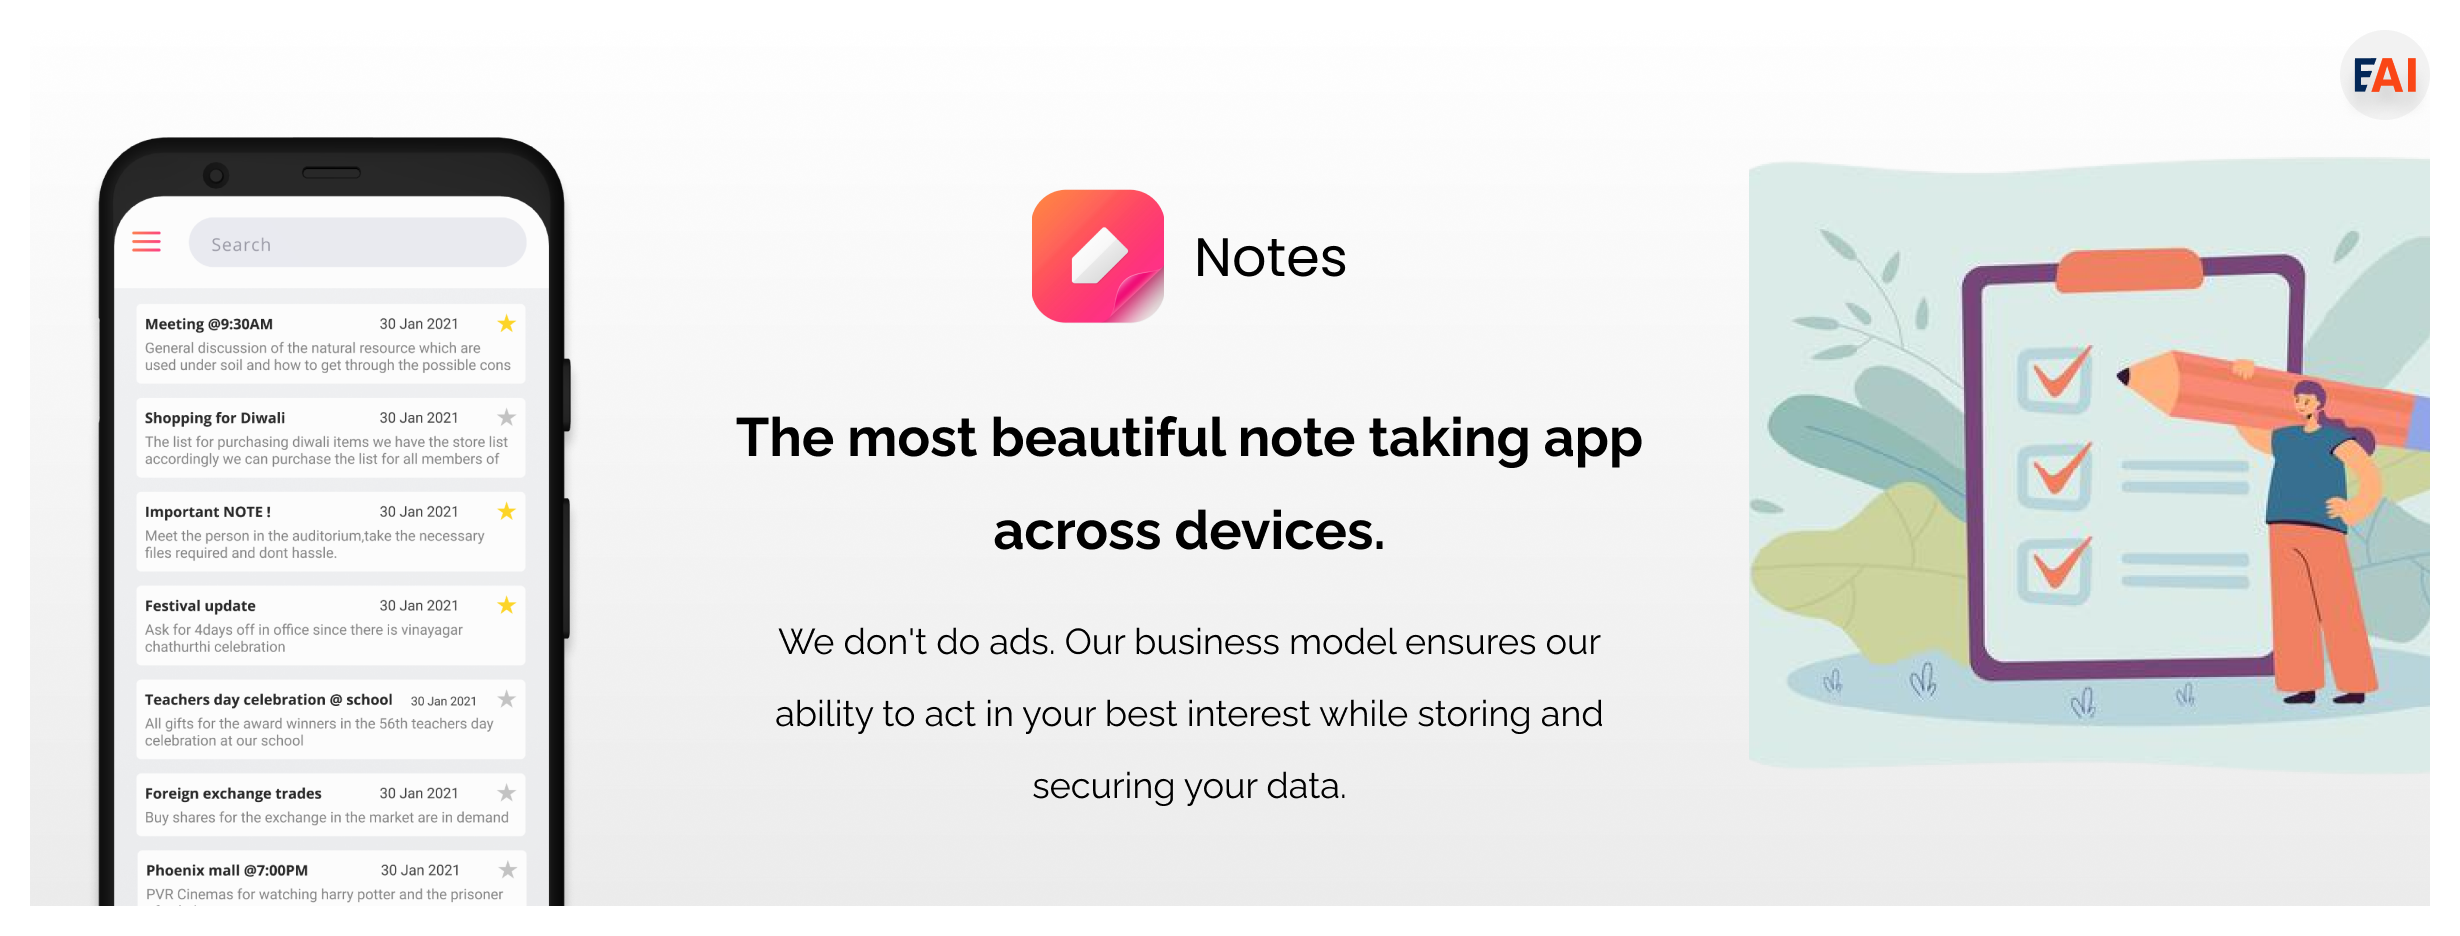 EAI
Search
Meeting @9:30AM 30 Jan 2021
General discussion of the natural resource which are
used under soil and how to get through the possible cons
Shopping for Diwali 30 Jan 2021
The list for purchasing diwali items we have the store list
accordingly we can purchase the list for all members of
Important NOTE ! 30 Jan 2021
Meet the person in the auditorium,take the necessary
files required and dont hassle.
Festival update 30 Jan 2021
Ask for 4days off in office since there is vinayagar
chathurthi celebration
Teachers day celebration @ school 30 Jan 2021
All gifts for the award winners in the 56th teachers day
celebration at our school
Foreign exchange trades 30 Jan 2021
Buy shares for the exchange in the market are in demand
Phoenix mall @7:00PM 30 Jan 2021
PVR Cinemas for watching harry potter and the prisoner
Notes
The most beautiful note taking app
across devices.
We don't do ads. Our business model ensures our
ability to act in your best interest while storing and
securing your data.